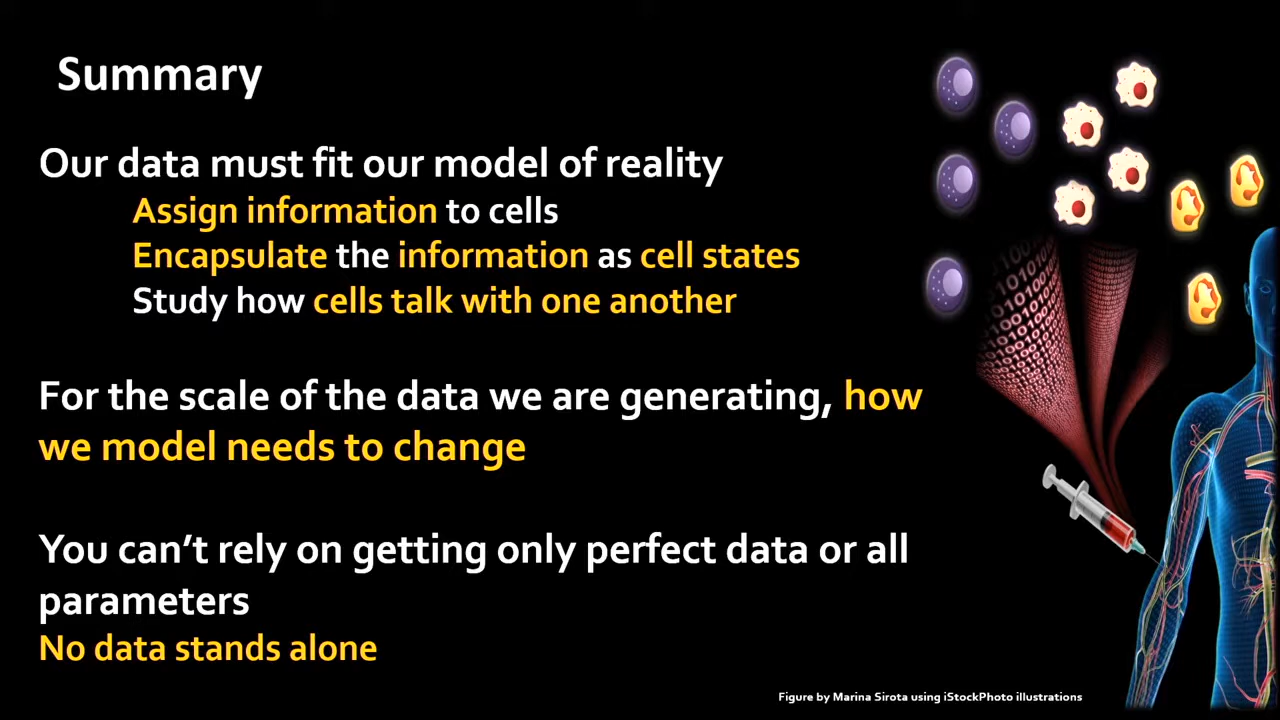 Summary
Our data must fit our model of reality
Assign information to cells
Encapsulate the information as cell states
Study how cells talk with one another
For the scale of the data we are generating, how
we model needs to change
You can’t rely on getting only perfect data or all
parameters
No data stands alone
Figure by Marina Sirota using iStockPhoto illustrations